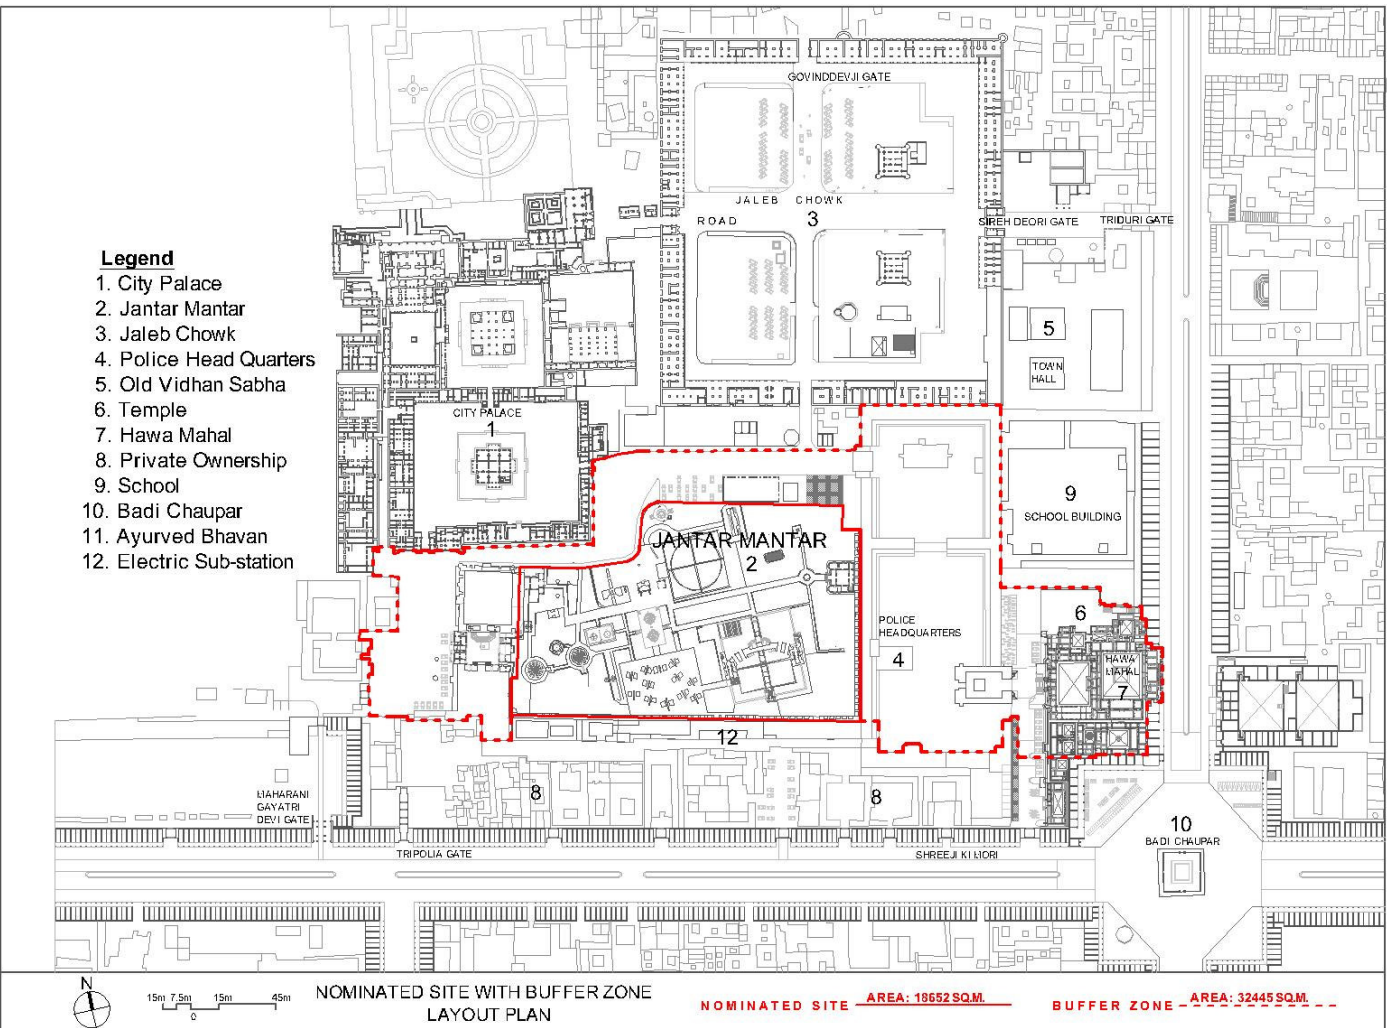 GOVINDDEVJI GATE
JALEB CHOWK
3
ROAD
SIREH DEORI GATE
TRIDURI GATE
Legend
1. City Palace
2. Jantar Mantar
3. Jaleb Chowk
4. Police Head Quarters
5. Old Vidhan Sabha
6. Temple
7. Hawa Mahal
8. Private Ownership
9. School
10. Badi Chaupar
11. Ayurved Bhavan
12. Electric Sub-station
5
TOWN
HALL
CITY PALACE
1
9
SCHOOL BUILDING
JANTAR MANTAR
2
6
POLICE
HEADQUARTERS
4
HAWA
MAHAL
7
12
8
8
MAHARANI
GAYATRI
DEVI GATE
10
BADI CHAUPAR
TRIPOLIA GATE
SHREEJI KI MORI
N
15m 7.5m 15m 45m
0
NOMINATED SITE WITH BUFFER ZONE
LAYOUT PLAN
NOMINATED SITE AREA: 18652 SQ.M.
BUFFER ZONE AREA: 32445 SQ.M.